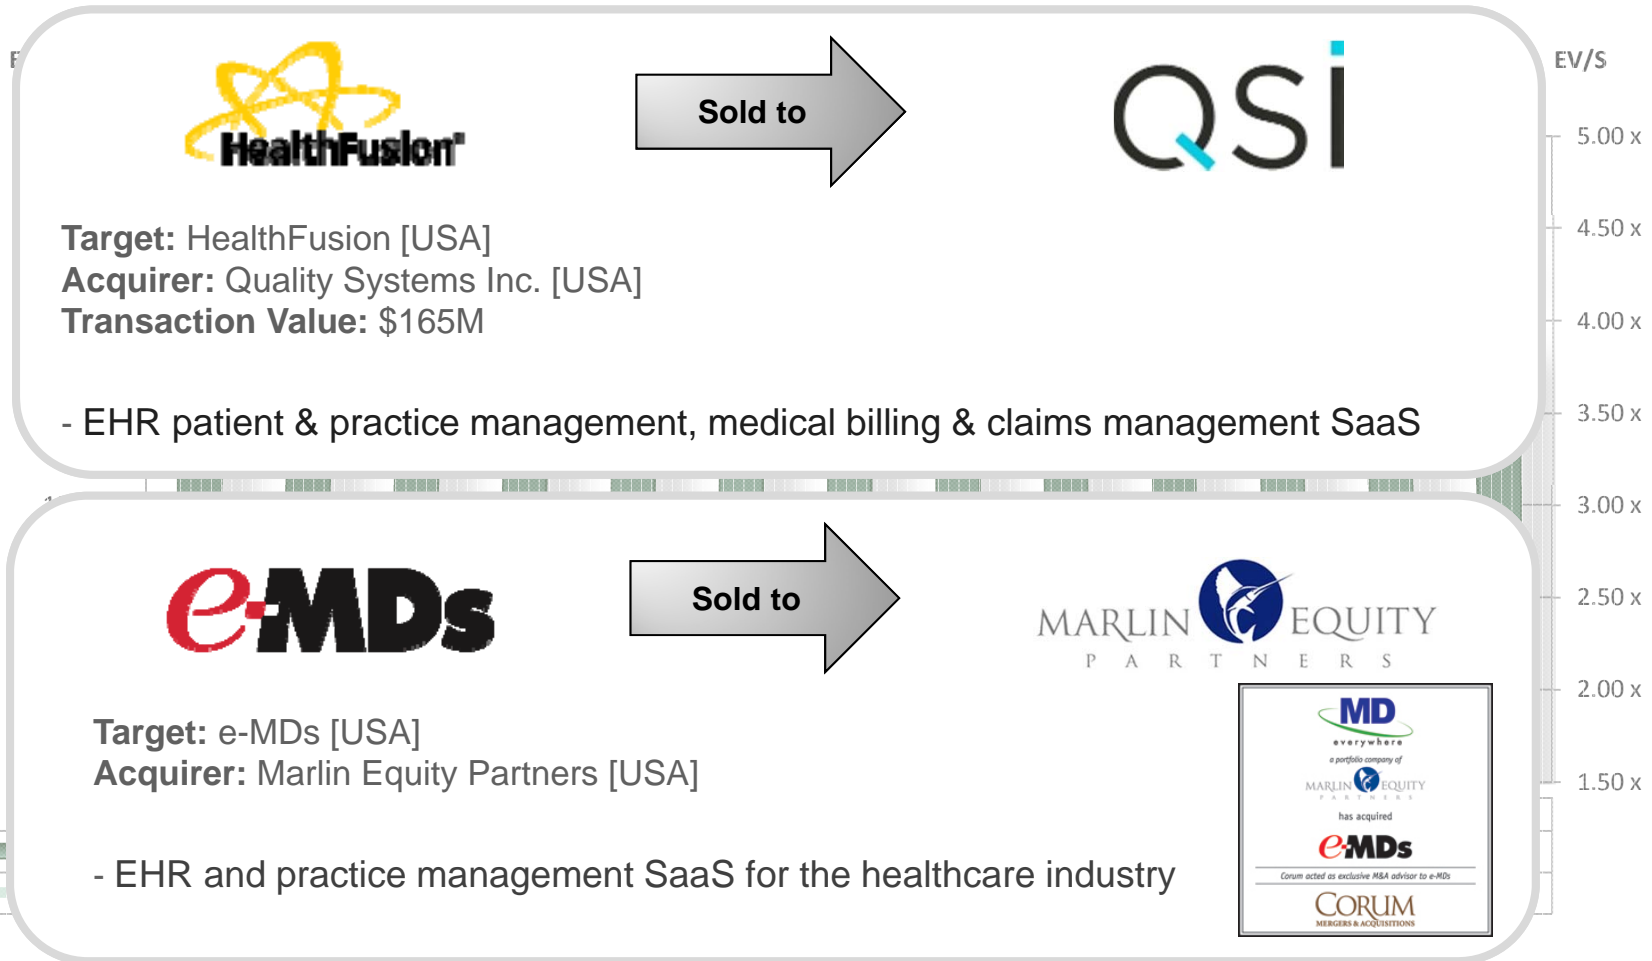 EV/S
HealthFusion®
Sold to
QSi
5.00 x
4.50 x
Target: HealthFusion [USA]
Acquirer: Quality Systems Inc. [USA]
Transaction Value: $165M
4.00 x
3.50 x
- EHR patient & practice management, medical billing & claims management SaaS
3.00 x
e-MDs
Sold to
MARLIN EQUITY
PARTNERS
2.50 x
2.00 x
Target: e-MDs [USA]
Acquirer: Marlin Equity Partners [USA]
1.50 x
- EHR and practice management SaaS for the healthcare industry
MD
everywhere
a portfolio company of
MARLIN EQUITY
PARTNERS
has acquired
e-MDs
Corum acted as exclusive M&A advisor to e-MDs
CORUM
MERGERS & ACQUISITIONS